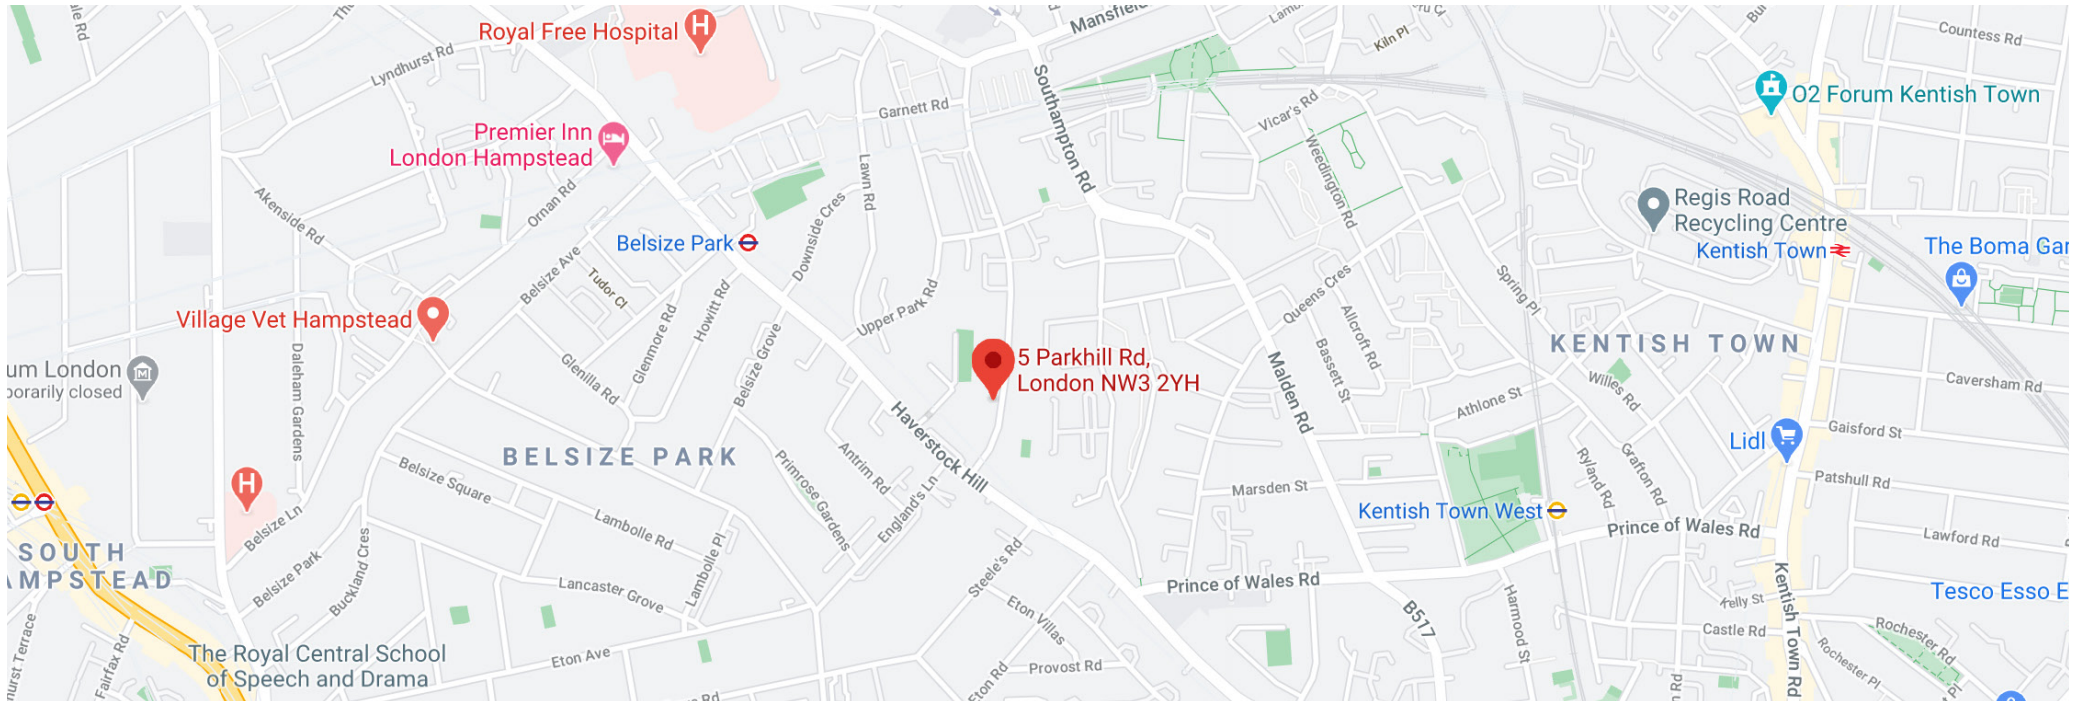 Royal Free Hospital
Mansfield
Kiln Pl
Countess Rd
Lyndhurst Rd
Southampton Rd
O2 Forum Kentish Town
Garnett Rd
Vicar's Rd
Premier Inn
London Hampstead
Weedington Rd
Lawn Rd
Akenside Rd
Ornan Rd
Regis Road
Recycling Centre
Downside Cres
Belsize Park
Kentish Town
The Boma Gar
Belsize Ave
Tudor Cl
Spring Pl
Queens Cres
Upper Park Rd
Howitt Rd
Glenmore Rd
Village Vet Hampstead
Allcroft Rd
KENTISH TOWN
Bassett St
Malden Rd
5 Parkhill Rd,
London NW3 2YH
Daleham Gardens
Glenilla Rd
Belsize Grove
um London
porarily closed
Willes Rd
Caversham Rd
Athlone St
Haverstock Hill
Lidl
Gaisford St
BELSIZE PARK
Antrim Rd
Primrose Gardens
England's Ln
Belsize Square
Ryland Rd
Grafton Rd
Patshull Rd
Marsden St
Kentish Town West
Belsize Ln
Lambolle Rd
Prince of Wales Rd
Lawford Rd
SOUTH
AMPSTEAD
Belsize Park
Buckland Cres
Lambolle Pl
Lancaster Grove
Steele's Rd
Prince of Wales Rd
Tesco Esso E
Kelly St
Eton Villas
B517
Harmood St
Castle Rd
Kentish Town Rd
Rochester Rd
Rochester Pl
The Royal Central School
of Speech and Drama
Eton Ave
Provost Rd
Eton Rd
Fairfax Rd
hurst Terrace